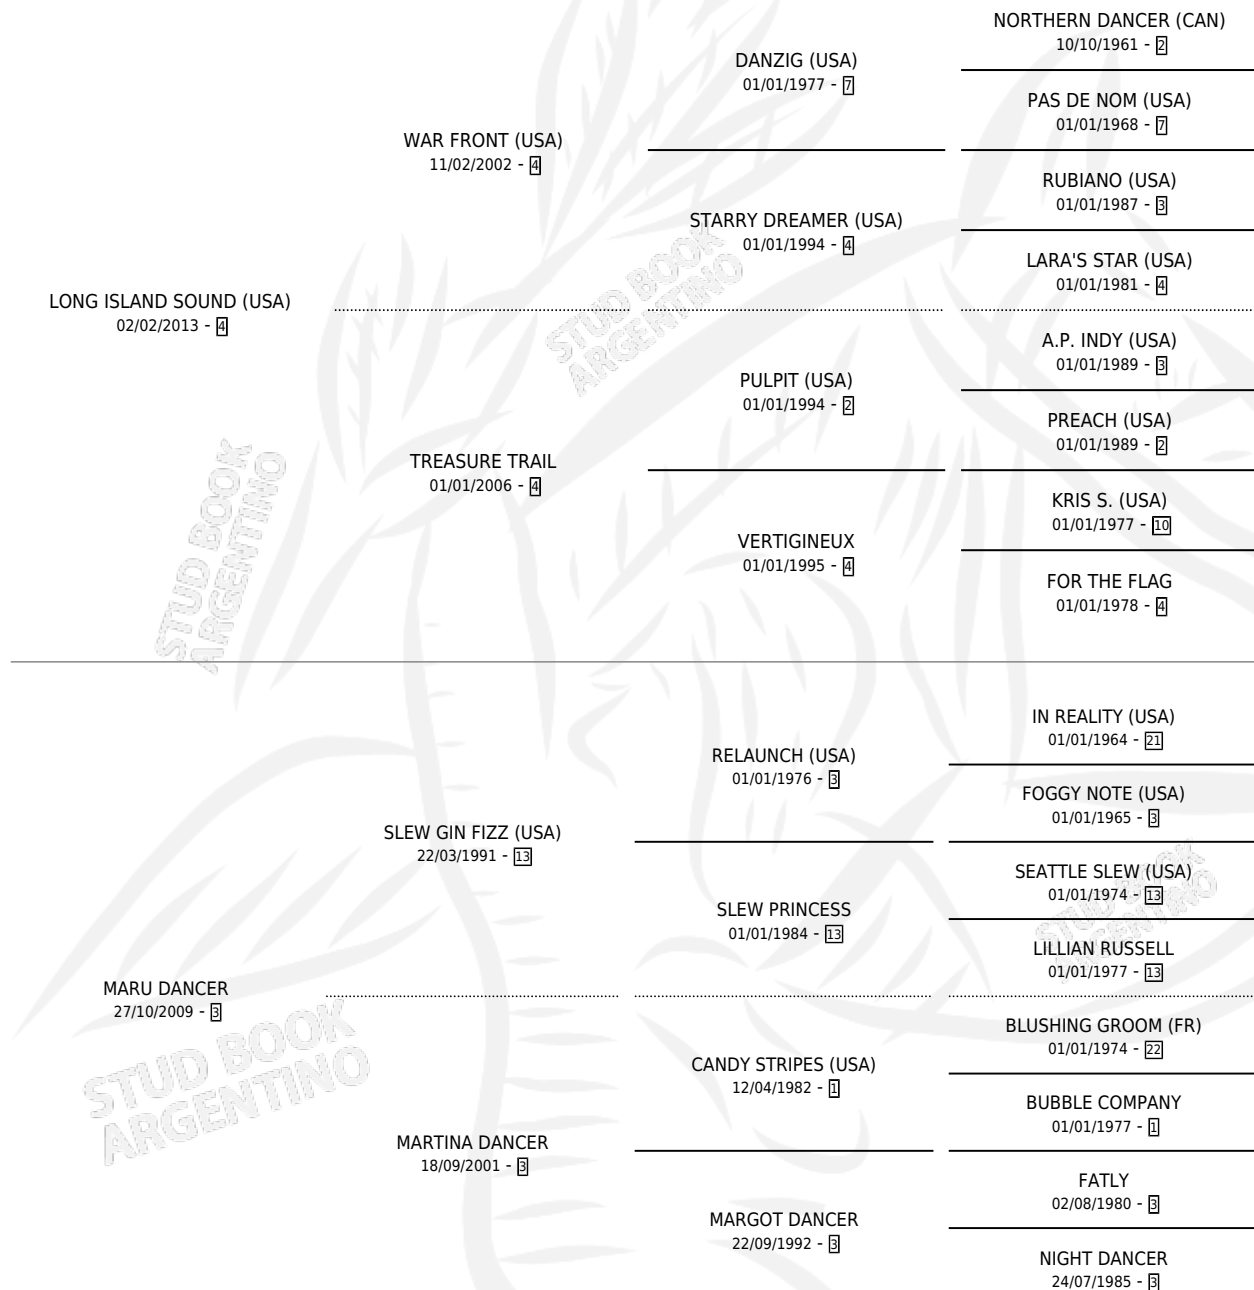 NORTHERN DANCER (CAN)
10/10/1961 - 2
DANZIG (USA)
01/01/1977 - 7
PAS DE NOM (USA)
01/01/1968 - 7
WAR FRONT (USA)
11/02/2002 - 4
RUBIANO (USA)
01/01/1987 - 3
STARRY DREAMER (USA)
01/01/1994 - 4
LARA'S STAR (USA)
01/01/1981 - 4
LONG ISLAND SOUND (USA)
02/02/2013 - 4
A.P. INDY (USA)
01/01/1989 - 3
PULPIT (USA)
01/01/1994 - 2
PREACH (USA)
01/01/1989 - 2
TREASURE TRAIL
01/01/2006 - 4
KRIS S. (USA)
01/01/1977 - 10
VERTIGINEUX
01/01/1995 - 4
FOR THE FLAG
01/01/1978 - 4
IN REALITY (USA)
01/01/1964 - 21
RELAUNCH (USA)
01/01/1976 - 3
FOGGY NOTE (USA)
01/01/1965 - 3
SLEW GIN FIZZ (USA)
22/03/1991 - 13
SEATTLE SLEW (USA)
01/01/1974 - 13
SLEW PRINCESS
01/01/1984 - 13
LILLIAN RUSSELL
01/01/1977 - 13
MARU DANCER
27/10/2009 - 3
BLUSHING GROOM (FR)
01/01/1974 - 22
CANDY STRIPES (USA)
12/04/1982 - 1
BUBBLE COMPANY
01/01/1977 - 1
MARTINA DANCER
18/09/2001 - 3
FATLY
02/08/1980 - 3
MARGOT DANCER
22/09/1992 - 3
NIGHT DANCER
24/07/1985 - 3
STUD BOOK
ARGENTINO
STUD BOOK
ARGENTINO
STUD BOOK
ARGENTINO
STUD BOOK
ARGENTINO